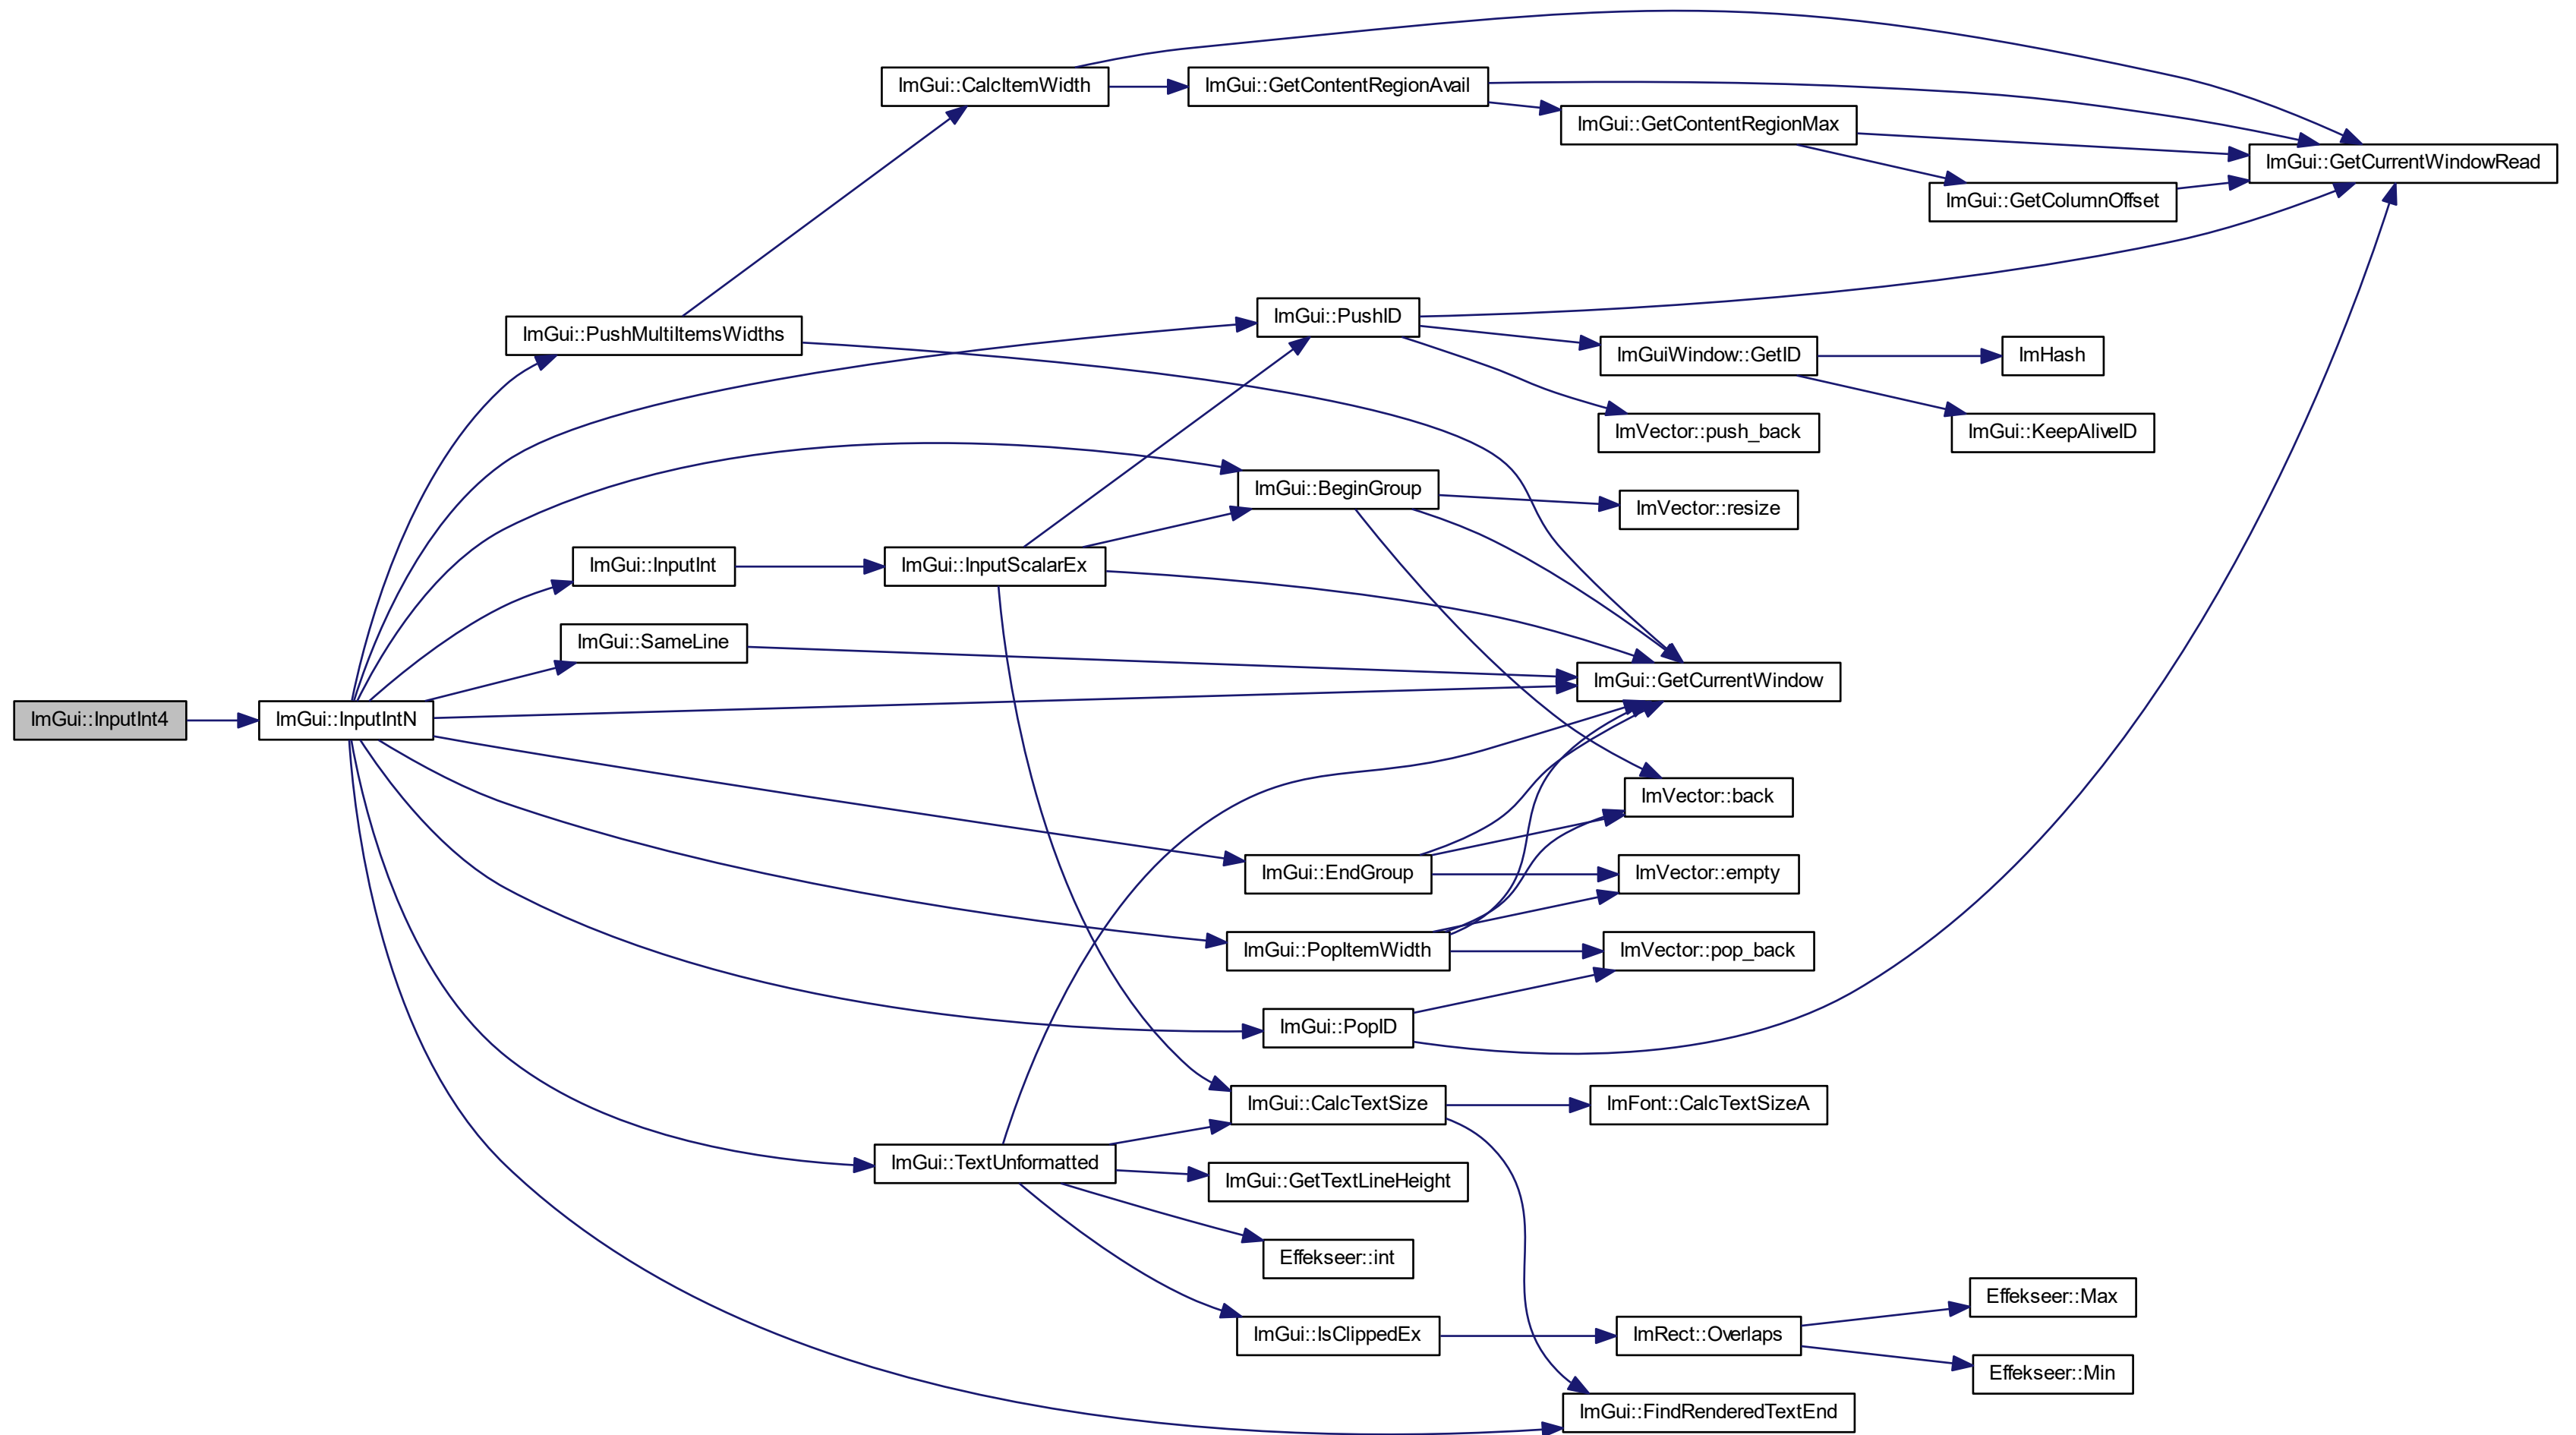 ImGui::InputInt4
ImGui::InputIntN
ImGui::PushMultiItemsWidths
ImGui::InputInt
ImGui::SameLine
ImGui::CalcItemWidth
ImGui::InputScalarEx
ImGui::TextUnformatted
ImGui::GetContentRegionAvail
ImGui::PushID
ImGui::BeginGroup
ImGui::EndGroup
ImGui::PopItemWidth
ImGui::PopID
ImGui::CalcTextSize
ImGui::GetTextLineHeight
Effekseer::int
ImGui::IsClippedEx
ImGui::GetContentRegionMax
ImGuiWindow::GetID
ImVector::push_back
ImVector::resize
ImGui::GetCurrentWindow
ImVector::back
ImVector::empty
ImVector::pop_back
ImFont::CalcTextSizeA
ImRect::Overlaps
ImGui::FindRenderedTextEnd
ImGui::GetColumnOffset
ImHash
ImGui::KeepAliveID
Effekseer::Max
Effekseer::Min
ImGui::GetCurrentWindowRead